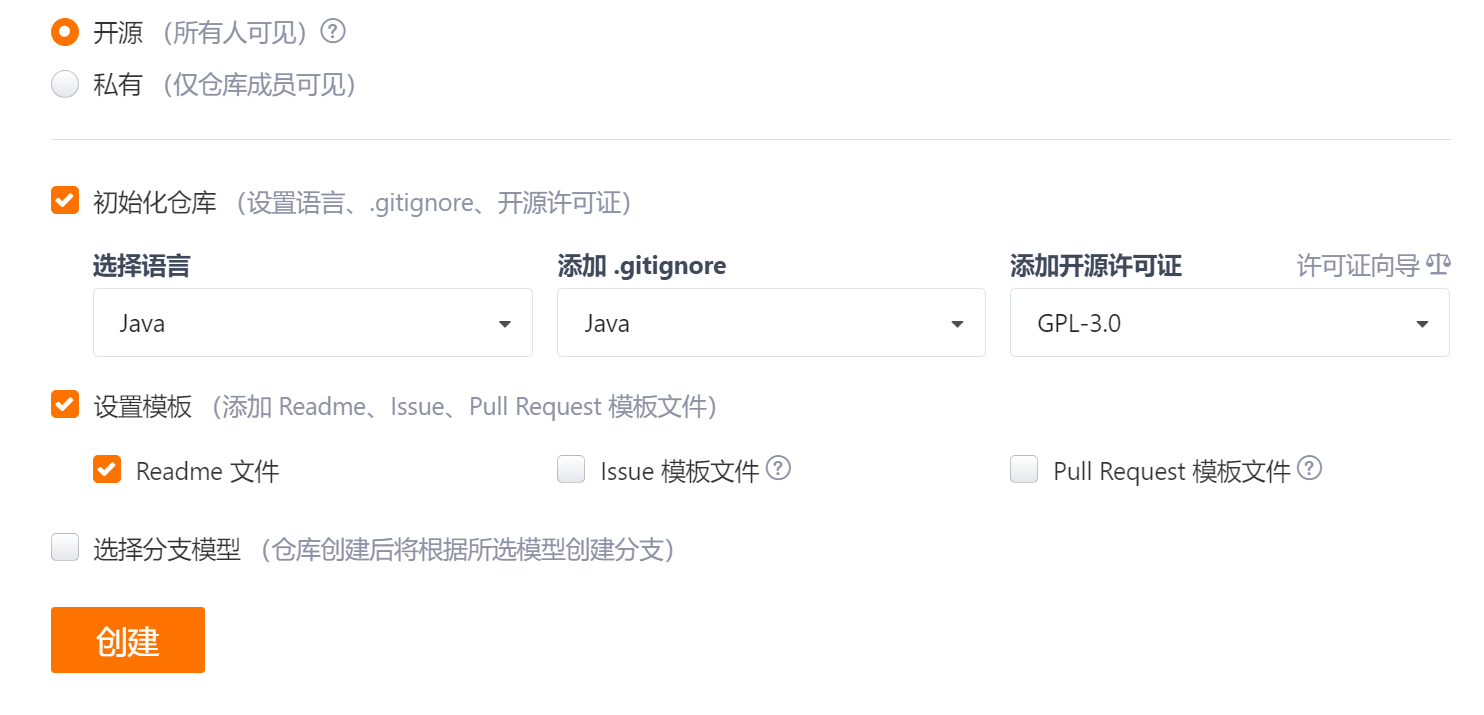 开源 (所有人可见) ?
私有 (仅仓库成员可见)
初始化仓库 (设置语言、.gitignore、开源许可证)
选择语言 添加 .gitignore 添加开源许可证 许可证向导
Java Java GPL-3.0
设置模板 (添加 Readme、Issue、Pull Request 模板文件)
Readme 文件 Issue 模板文件 ? Pull Request 模板文件 ?
选择分支模型 (仓库创建后将根据所选模型创建分支)
创建